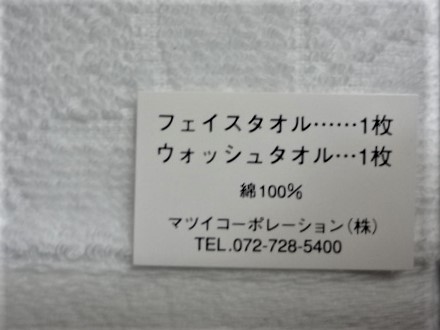 フェイスタオル……1枚
ウォッシュタオル…1枚
綿100%
マツイコーポレーション(株)
TEL.072-728-5400